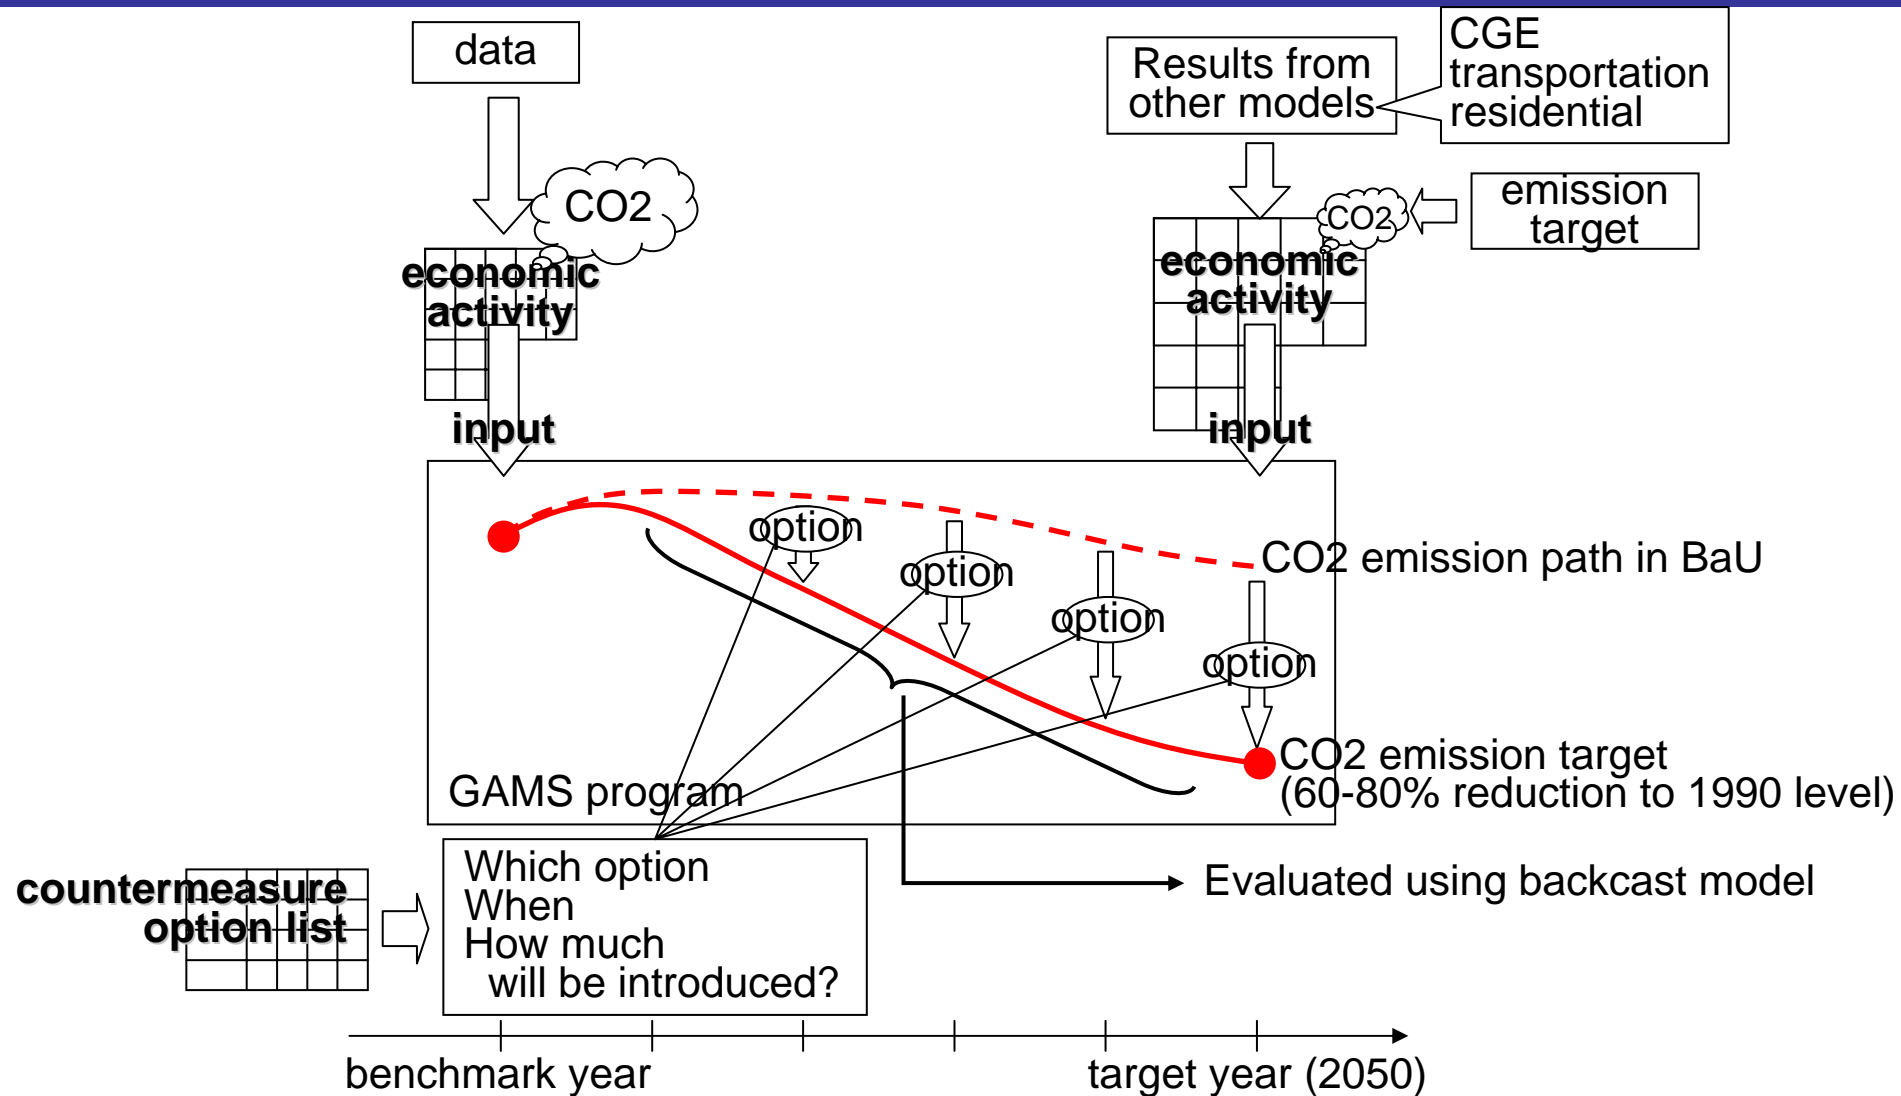 data
Results from
other models
CGE
transportation
residential
CO2
CO2
emission
target
economic
activity
economic
activity
input
input
option
option
option
option
CO2 emission path in BaU
CO2 emission target
(60-80% reduction to 1990 level)
GAMS program
countermeasure
option list
Which option
When
How much
will be introduced?
Evaluated using backcast model
benchmark year
target year (2050)